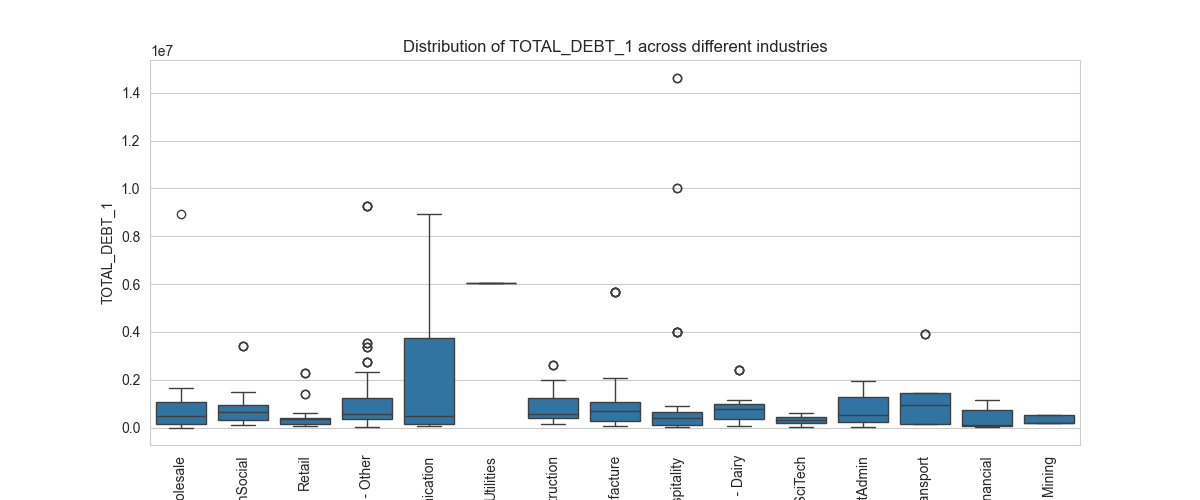 1e7
Distribution of TOTAL_DEBT_1 across different industries
TOTAL_DEBT_1
1.4
1.2
1.0
0.8
0.6
0.4
0.2
0.0
olesale
nSocial
Retail
- Other
nication
Utilities
truction
facture
spitality
- Dairy
SciTech
tAdmin
ansport
nancial
Mining